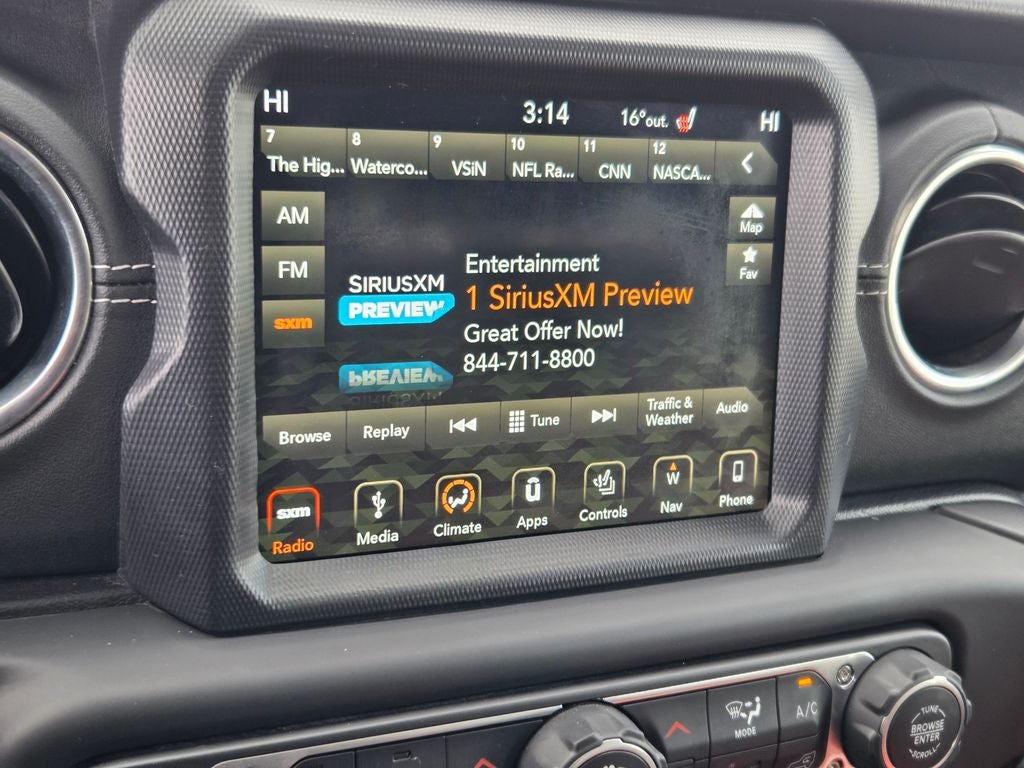 HI 3:14 16°out. HI
7 8 9 10 11 12
The Hig... Waterco... VSiN NFL Ra... CNN NASCA...
AM
Map
FM
Fav
sxm
SIRIUSXM
PREVIEW
Entertainment
1 SiriusXM Preview
Great Offer Now!
844-711-8800
Browse Replay Tune Traffic & Weather Audio
sxm W
Radio Media Climate Apps Controls Nav Phone
MODE
A/C
TUNE
BROWSE
ENTER
SCROLL